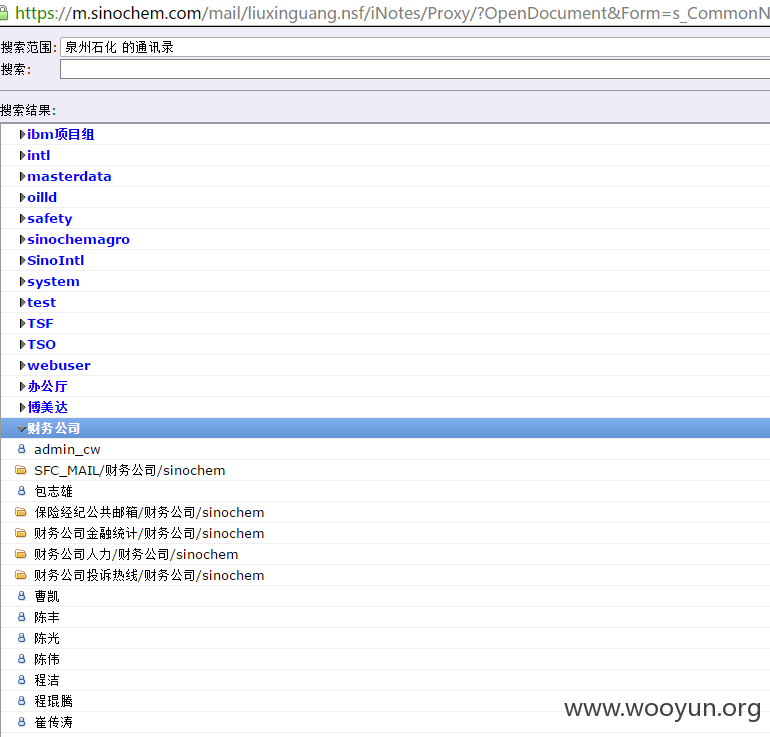 https://m.sinochem.com/mail/liuxinguang.nsf/iNotes/Proxy/?OpenDocument&Form=s_CommonN
搜索范围: 泉州石化 的通讯录
搜索:
搜索结果:
ibm项目组
intl
masterdata
oilld
safety
sinochemagro
SinoIntl
system
test
TSF
TSO
webuser
办公厅
博美达
财务公司
admin_cw
SFC_MAIL/财务公司/sinochem
包志雄
保险经纪公共邮箱/财务公司/sinochem
财务公司金融统计/财务公司/sinochem
财务公司人力/财务公司/sinochem
财务公司投诉热线/财务公司/sinochem
曹凯
陈丰
陈光
陈伟
程洁
程琨腾
崔传涛
www.wooyun.org